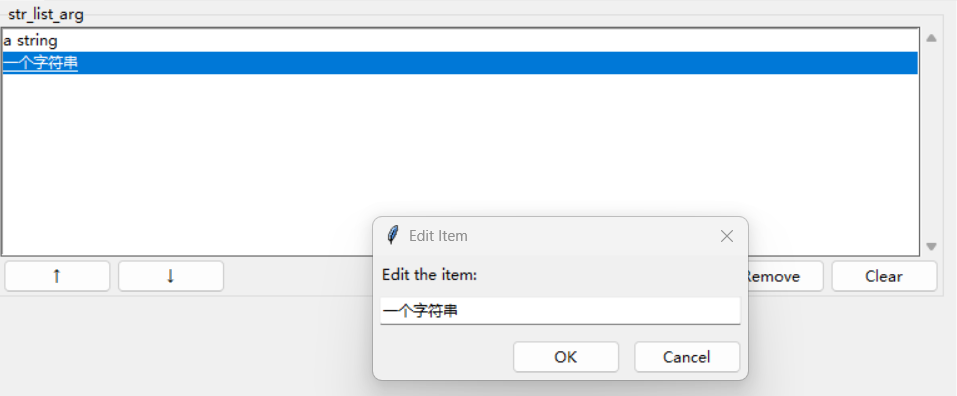 str_list_arg
a string
一个字符串
Edit Item
Edit the item:
一个字符串
OK Cancel
↑ ↓ Remove Clear